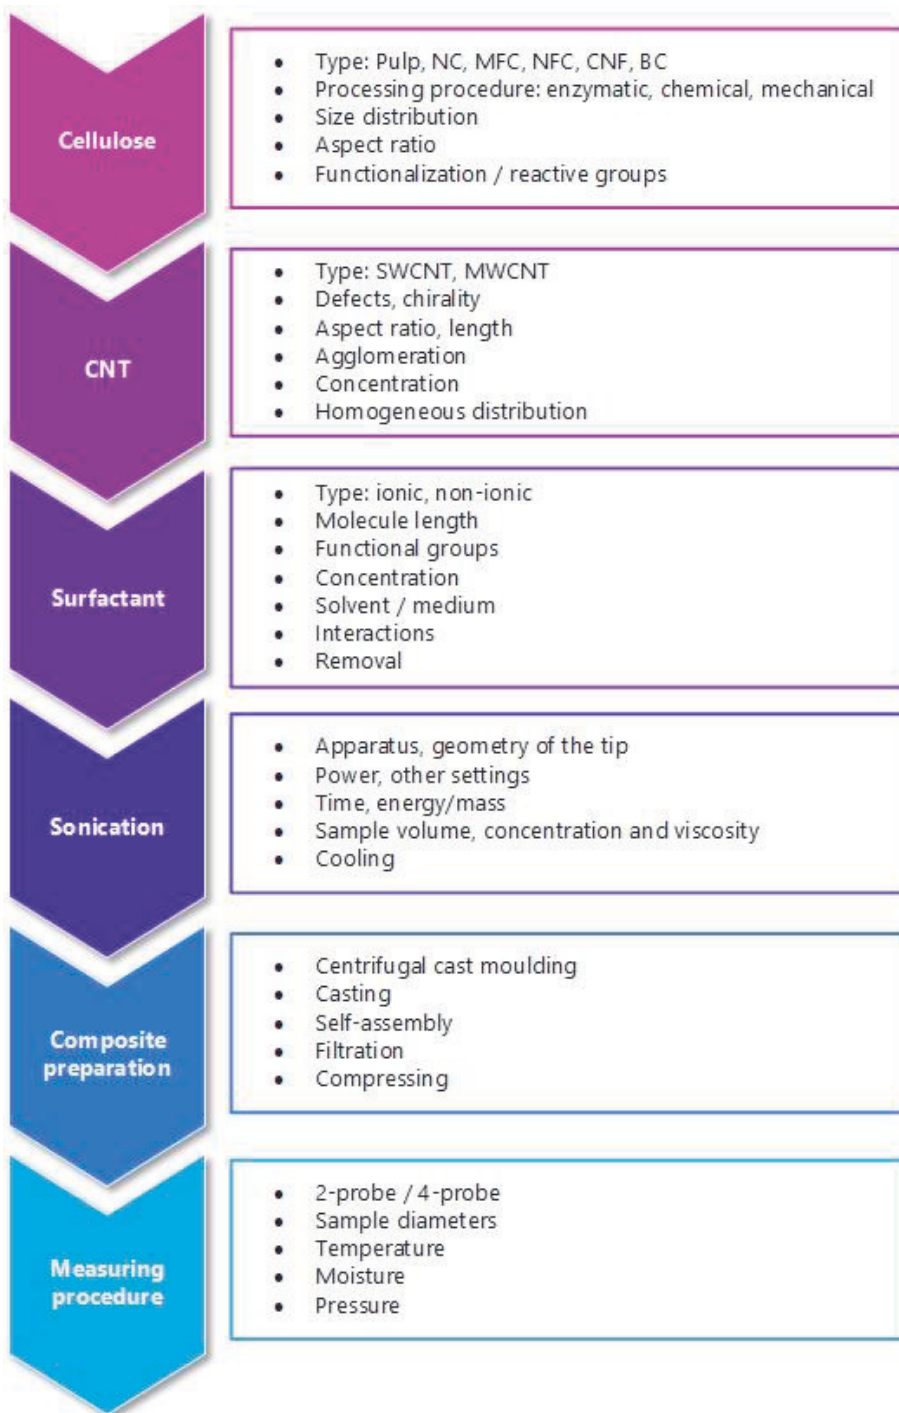 Cellulose
• Type: Pulp, NC, MFC, NFC, CNF, BC
• Processing procedure: enzymatic, chemical, mechanical
• Size distribution
• Aspect ratio
• Functionalization / reactive groups
CNT
• Type: SWCNT, MWCNT
• Defects, chirality
• Aspect ratio, length
• Agglomeration
• Concentration
• Homogeneous distribution
Surfactant
• Type: ionic, non-ionic
• Molecule length
• Functional groups
• Concentration
• Solvent / medium
• Interactions
• Removal
Sonication
• Apparatus, geometry of the tip
• Power, other settings
• Time, energy/mass
• Sample volume, concentration and viscosity
• Cooling
Composite
preparation
• Centrifugal cast moulding
• Casting
• Self-assembly
• Filtration
• Compressing
Measuring
procedure
• 2-probe / 4-probe
• Sample diameters
• Temperature
• Moisture
• Pressure